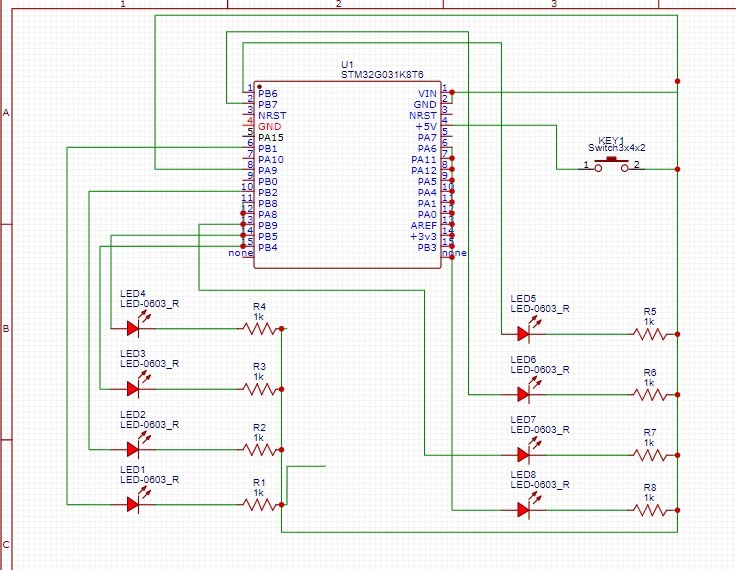 1 2 3
U1
STM32G031K8T6
1 PB6 VIN 1
2 PB7 GND 2
3 NRST NRST 3
4 GND +5V 4
5 PA15 PA7 5
6 PB1 PA6 6
7 PA10 PA11 7
8 PA9 PA12 8
9 PB0 PA5 9
10 PB2 PA4 10
11 PB8 PA1 11
12 PA8 PA0 12
13 PB9 AREF 13
14 PB5 +3v3 14
15 PB4 PB3 15
none none
KEY1
Switch3x4x2
1 2
A
B
C
LED4
LED-0603_R
R4
1k
LED3
LED-0603_R
R3
1k
LED2
LED-0603_R
R2
1k
LED1
LED-0603_R
R1
1k
LED5
LED-0603_R
R5
1k
LED6
LED-0603_R
R6
1k
LED7
LED-0603_R
R7
1k
LED8
LED-0603_R
R8
1k